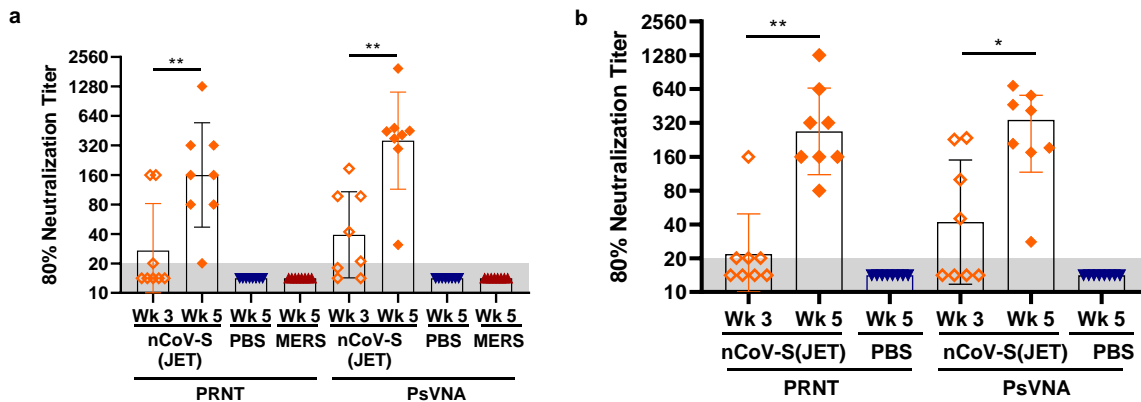 a
80% Neutralization Titer
2560
1280
640
320
160
80
40
20
10
**
**
Wk 3 Wk 5 Wk 5 Wk 5 Wk 3 Wk 5 Wk 5 Wk 5
nCoV-S PBS MERS nCoV-S PBS MERS
(JET) (JET)
PRNT PsVNA
b
80% Neutralization Titer
2560
1280
640
320
160
80
40
20
10
**
*
Wk 3 Wk 5 Wk 5 Wk 3 Wk 5 Wk 5
nCoV-S(JET) PBS nCoV-S(JET) PBS
PRNT PsVNA